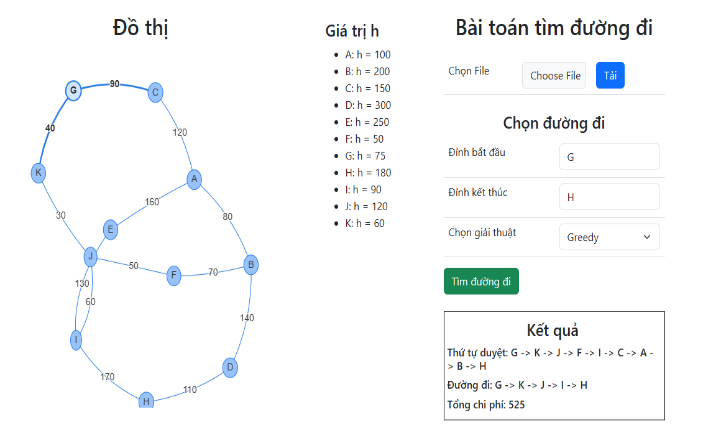 Đồ thị
G
90
C
40
120
K
A
30
160
80
E
J
50
F
70
B
130
60
140
I
D
170
110
H
Giá trị h
A: h = 100
B: h = 200
C: h = 150
D: h = 300
E: h = 250
F: h = 50
G: h = 75
H: h = 180
I: h = 90
J: h = 120
K: h = 60
Bài toán tìm đường đi
Chọn File
Choose File
Tải
Chọn đường đi
Đỉnh bắt đầu
G
Đỉnh kết thúc
H
Chọn giải thuật
Greedy
Tìm đường đi
Kết quả
Thứ tự duyệt: G -> K -> J -> F -> I -> C -> A -
> B -> H
Đường đi: G -> K -> J -> I -> H
Tổng chi phí: 525